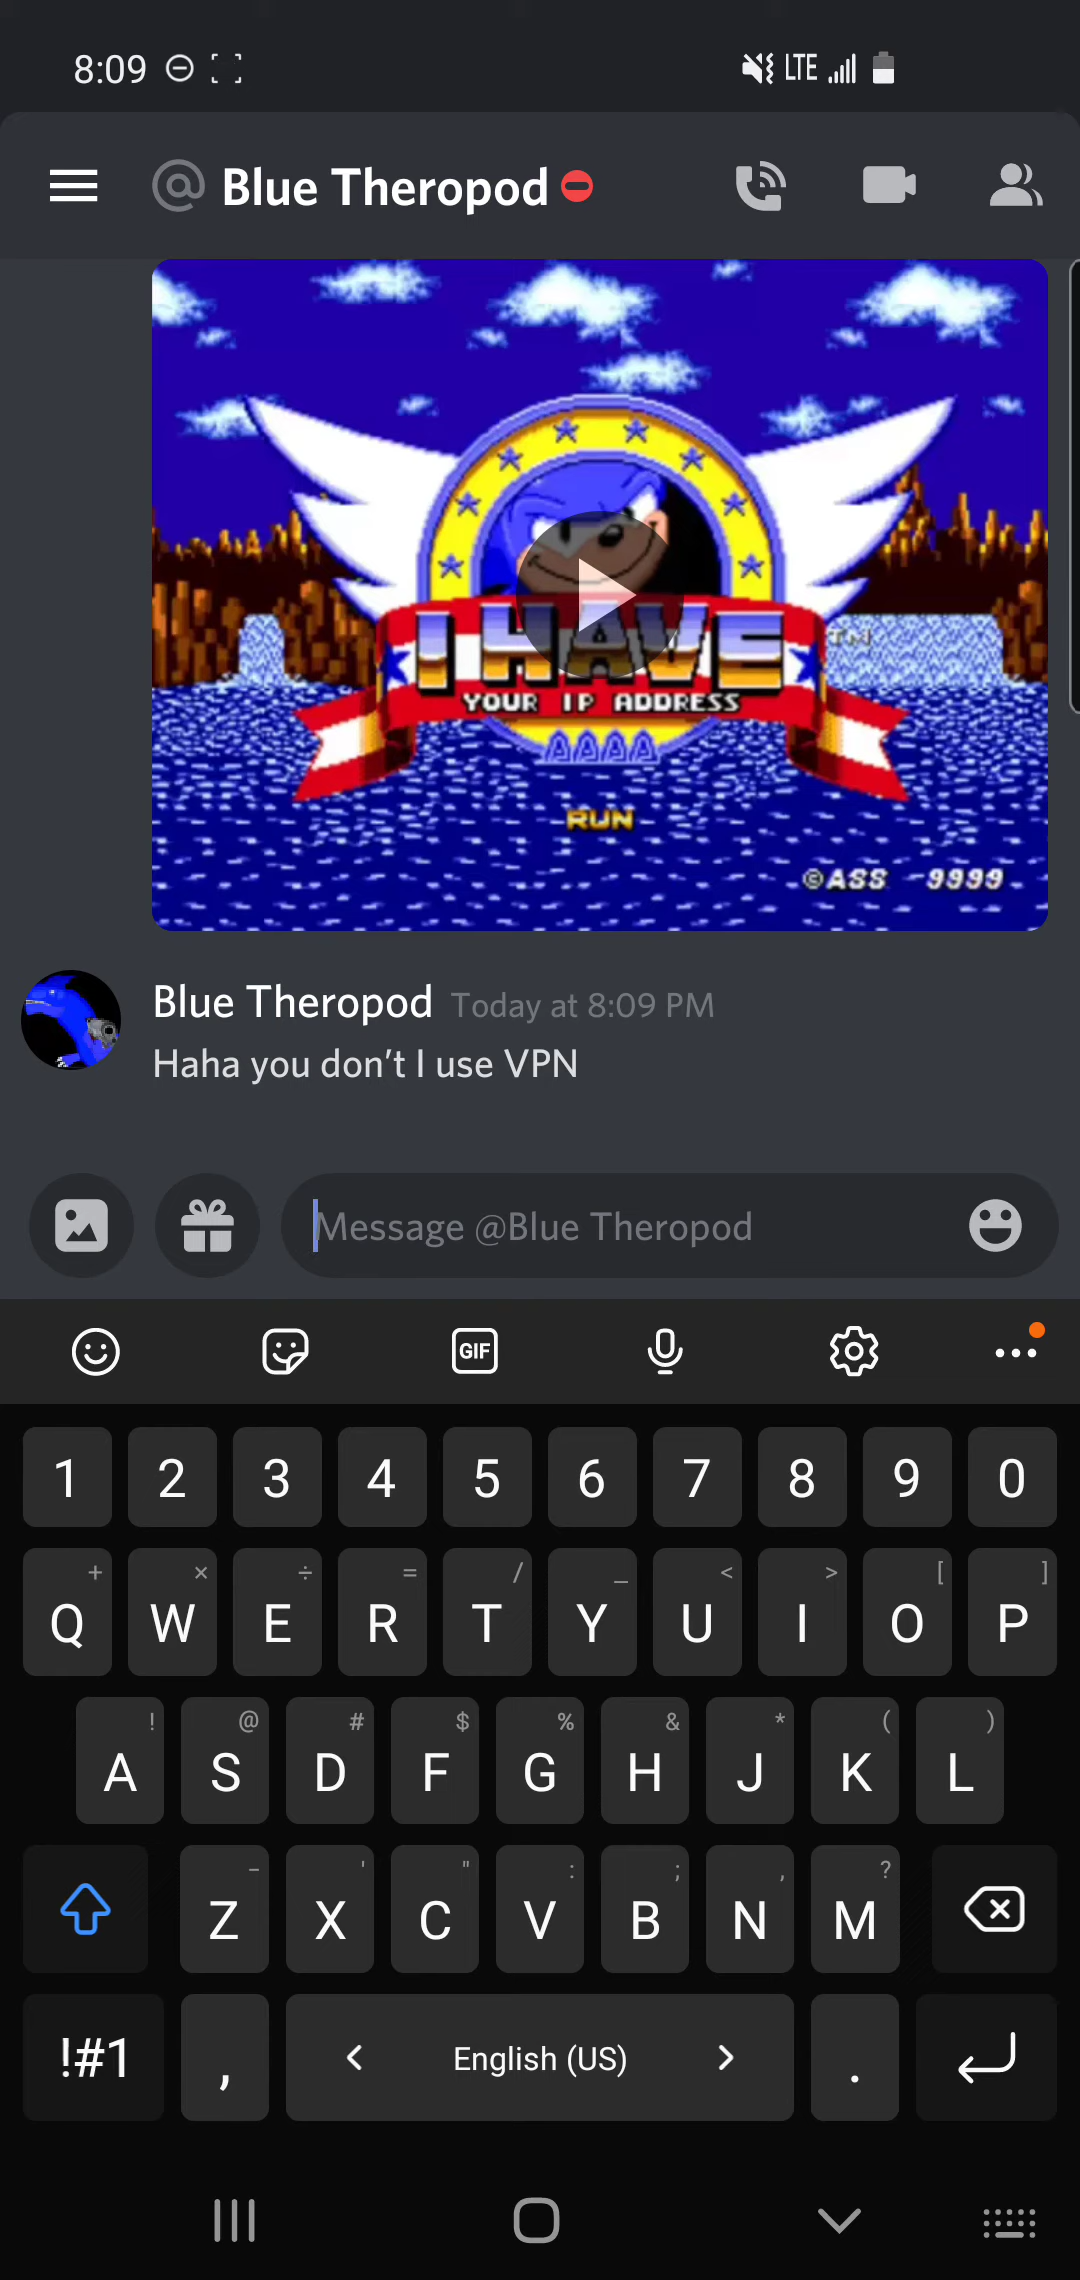 8:09 LTE
@ Blue Theropod
I HAVE
TM
YOUR IP ADDRESS
RUN
©ASS 9999
Blue Theropod Today at 8:09 PM
Haha you don’t I use VPN
Message @Blue Theropod
GIF
1 2 3 4 5 6 7 8 9 0
+ × ÷ = / _ < > [ ]
Q W E R T Y U I O P
! @ # $ % & * ( )
A S D F G H J K L
- ' " : ; , ?
Z X C V B N M
!#1 , < English (US) > .